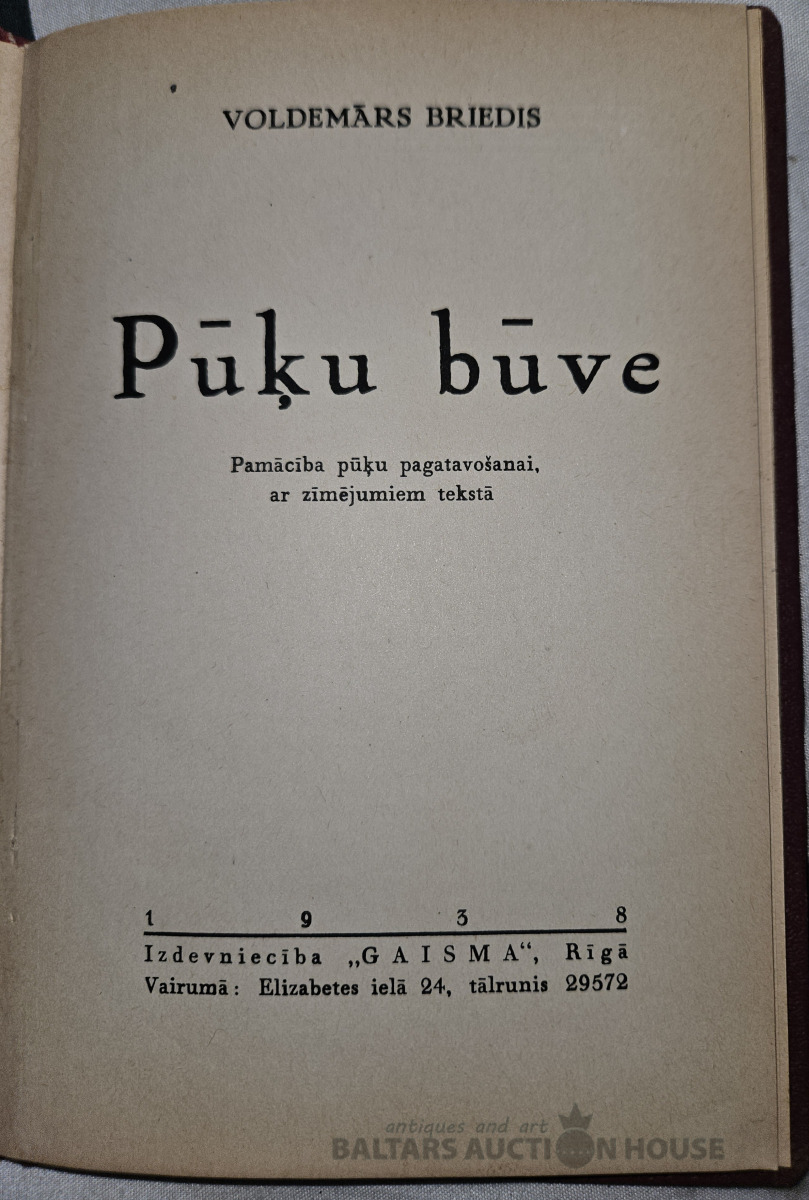 VOLDEMĀRS BRIEDIS
Pūķu būve
Pamācība pūķu pagatavošanai,
ar zīmējumiem tekstā
1 9 3 8
Izdevniecība „GAISMA“, Rīgā
Vairumā: Elizabetes ielā 24, tālrunis 29572
antiques and art
BALTARS AUCTION HOUSE